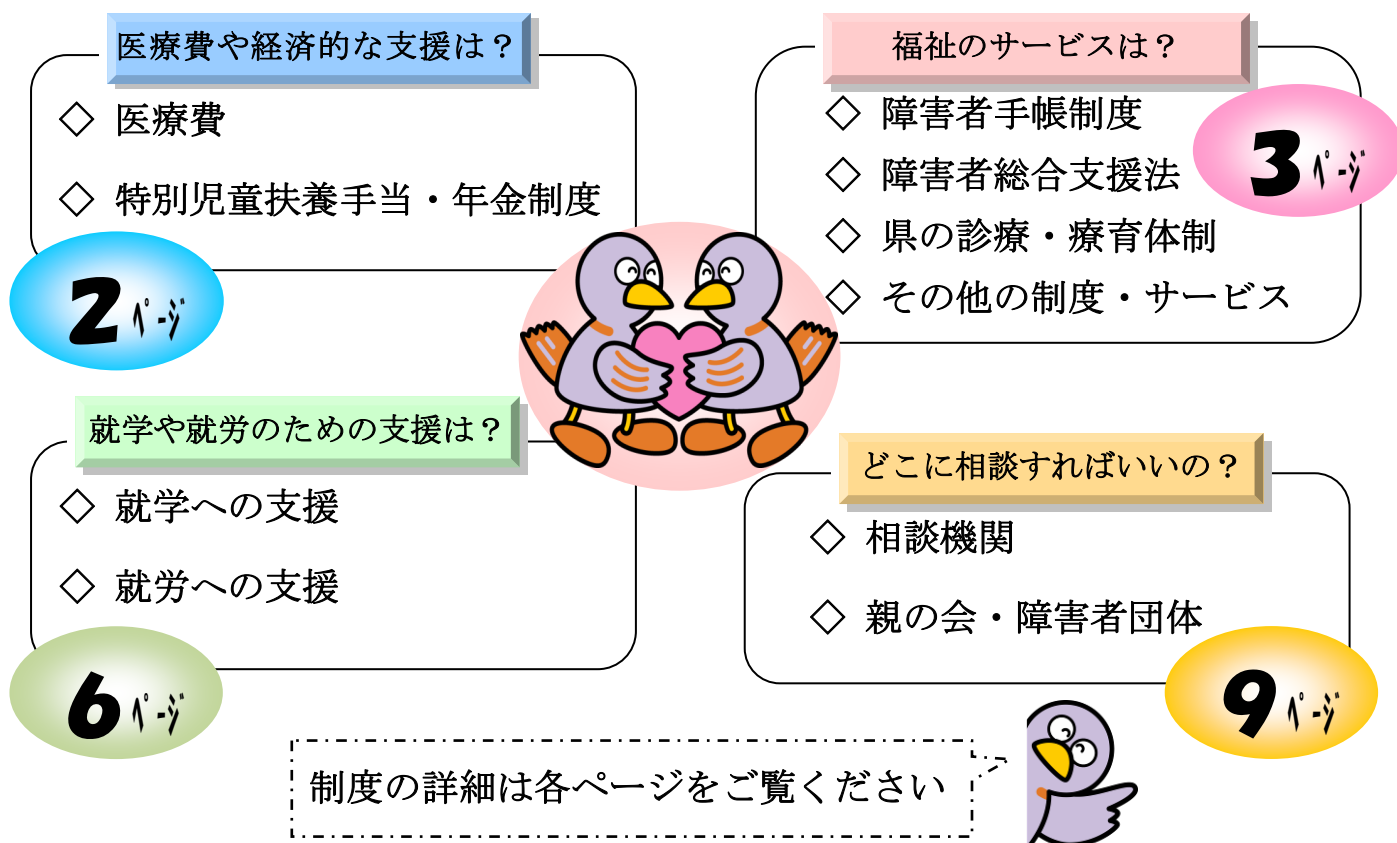 医療費や経済的な支援は？
◇ 医療費
◇ 特別児童扶養手当・年金制度
2ページ
福祉のサービスは？
◇ 障害者手帳制度
◇ 障害者総合支援法
◇ 県の診療・療育体制
◇ その他の制度・サービス
3ページ
就学や就労のための支援は？
◇ 就学への支援
◇ 就労への支援
6ページ
どこに相談すればいいの？
◇ 相談機関
◇ 親の会・障害者団体
9ページ
制度の詳細は各ページをご覧ください